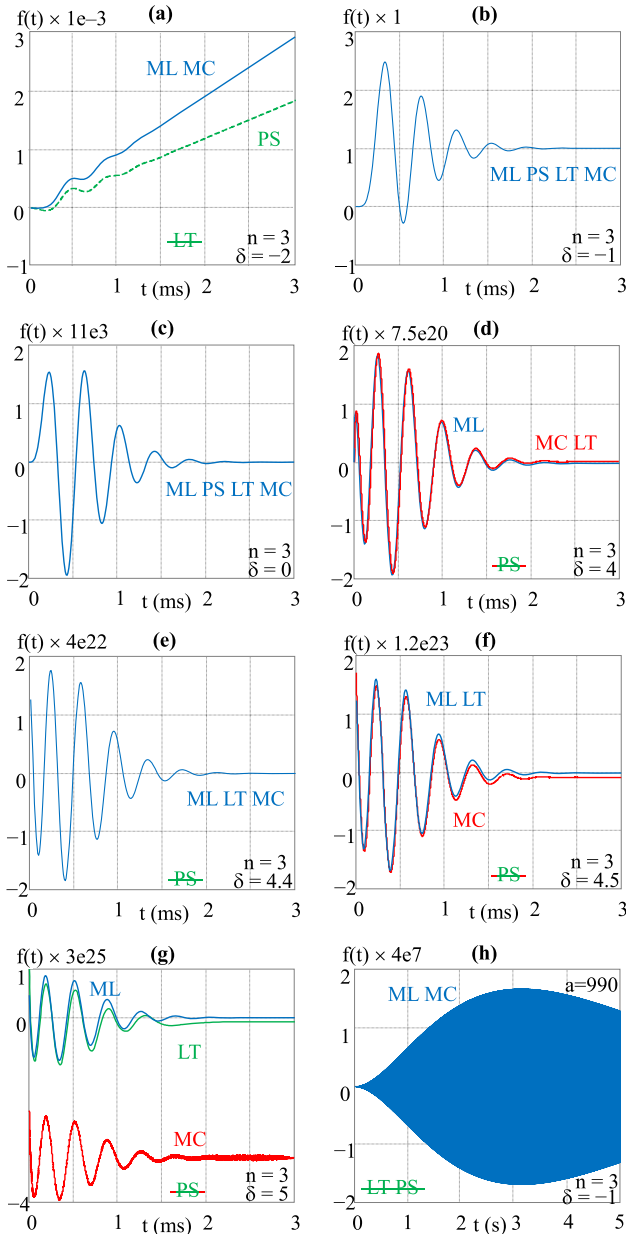 f(t) × 1e–3 (a)
3
ML MC
2
PS
1
0
LT
n = 3
δ = −2
−1
0 1 t (ms) 2 3
f(t) × 1 (b)
3
2
1
ML PS LT MC
0
n = 3
δ = −1
−1
0 1 t (ms) 2 3
f(t) × 11e3 (c)
2
1
0
ML PS LT MC
−1
n = 3
δ = 0
−2
0 1 t (ms) 2 3
f(t) × 7.5e20 (d)
2
1
ML
MC LT
0
−1
PS
n = 3
δ = 4
−2
0 1 t (ms) 2 3
f(t) × 4e22 (e)
2
1
0
ML LT MC
−1
PS
n = 3
δ = 4.4
−2
0 1 t (ms) 2 3
f(t) × 1.2e23 (f)
2
ML LT
1
0
MC
−1
PS
n = 3
δ = 4.5
−2
0 1 t (ms) 2 3
f(t) × 3e25 (g)
1
ML
0
LT
MC
PS
n = 3
δ = 5
−4
0 1 t (ms) 2 3
f(t) × 4e7 (h)
2
a=990
ML MC
1
0
−1
LT PS
n = 3
δ = −1
−2
0 1 2 t (s) 3 4 5